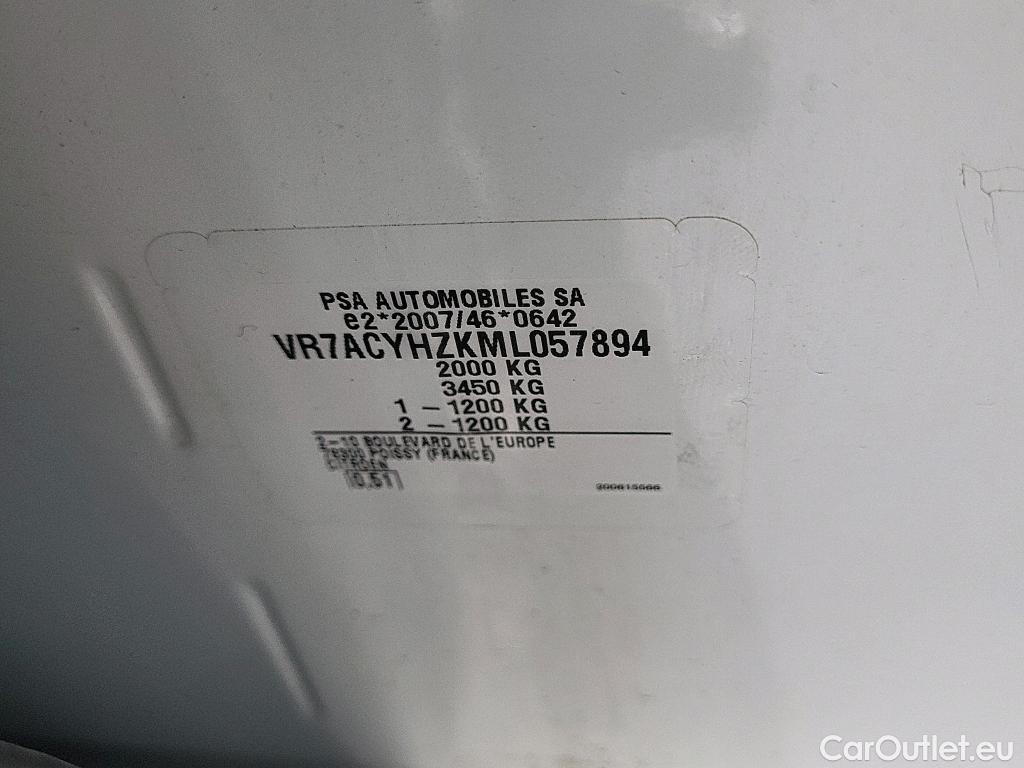 PSA AUTOMOBILES SA
e2*2007/46*0642
VR7ACYHZKML057894
2000 KG
3450 KG
1 – 1200 KG
2 – 1200 KG
2–10 BOULEVARD DE L'EUROPE
78300 POISSY (FRANCE)
CITROEN
0,51
CarOutlet.eu